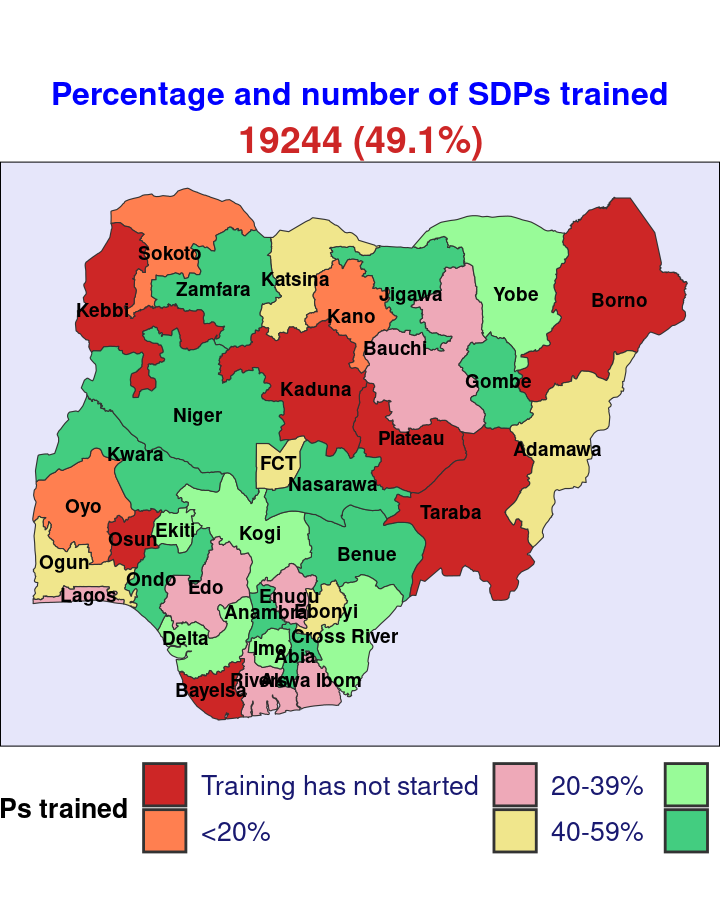 Percentage and number of SDPs trained
19244 (49.1%)
Sokoto
Katsina
Zamfara
Jigawa
Yobe
Borno
Kebbi
Kano
Bauchi
Gombe
Kaduna
Niger
Plateau
Adamawa
Kwara
FCT
Nasarawa
Oyo
Taraba
Ekiti
Osun
Kogi
Benue
Ogun
Ondo
Edo
Lagos
Enugu
Anambra
Ebonyi
Delta
Cross River
Imo
Abia
Rivers
Akwa Ibom
Bayelsa
Ps trained
Training has not started
20-39%
<20%
40-59%